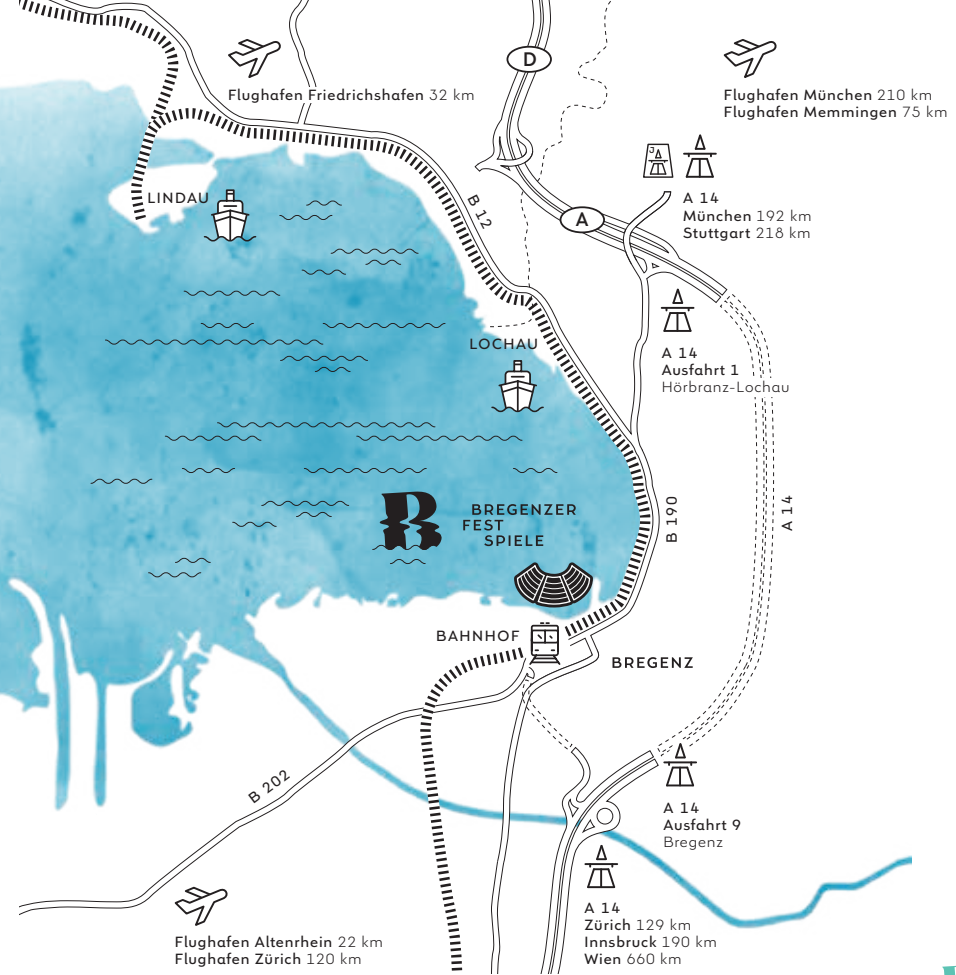 D
Flughafen Friedrichshafen 32 km
Flughafen München 210 km
Flughafen Memmingen 75 km
J
A 14
München 192 km
Stuttgart 218 km
LINDAU
B 12
A
A 14
Ausfahrt 1
Hörbranz-Lochau
LOCHAU
B
BREGENZER
FEST
SPIELE
B 190
A 14
BAHNHOF
BREGENZ
B 202
A 14
Ausfahrt 9
Bregenz
A 14
Zürich 129 km
Innsbruck 190 km
Wien 660 km
Flughafen Altenrhein 22 km
Flughafen Zürich 120 km